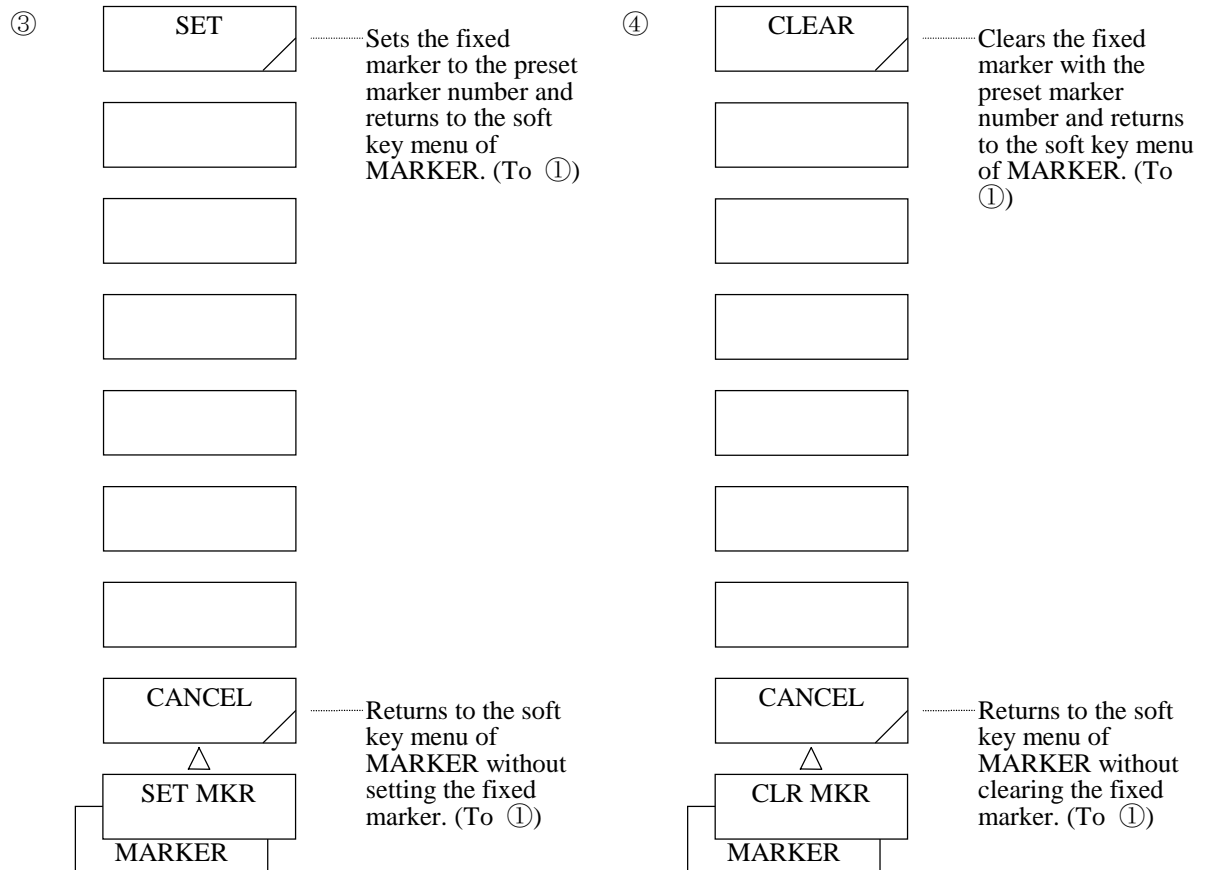 ③
SET
Sets the fixed
marker to the preset
marker number and
returns to the soft
key menu of
MARKER. (To ①)
CANCEL
Returns to the soft
key menu of
MARKER without
setting the fixed
marker. (To ①)
SET MKR
MARKER
④
CLEAR
Clears the fixed
marker with the
preset marker
number and returns
to the soft key menu
of MARKER. (To
①)
CANCEL
Returns to the soft
key menu of
MARKER without
clearing the fixed
marker. (To ①)
CLR MKR
MARKER